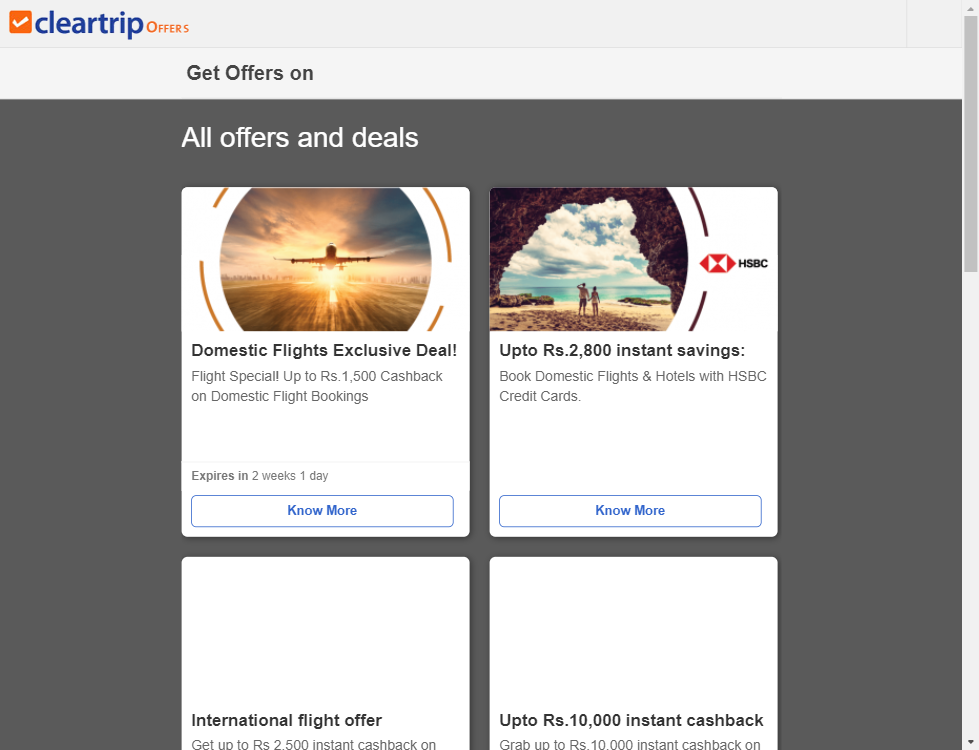 cleartrip OFFERS
Get Offers on
All offers and deals
HSBC
Domestic Flights Exclusive Deal!
Flight Special! Up to Rs.1,500 Cashback
on Domestic Flight Bookings
Expires in 2 weeks 1 day
Know More
Upto Rs.2,800 instant savings:
Book Domestic Flights & Hotels with HSBC
Credit Cards.
Know More
International flight offer
Get up to Rs 2,500 instant cashback on
Upto Rs.10,000 instant cashback
Grab up to Rs.10,000 instant cashback on